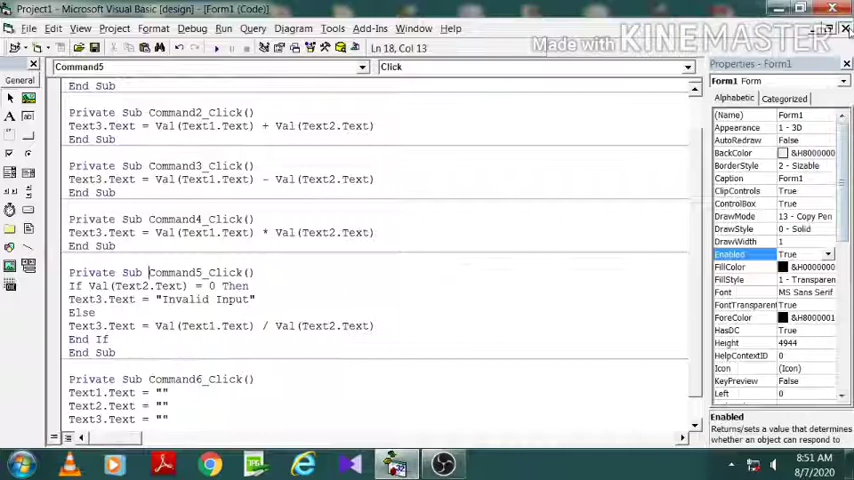 Project1 - Microsoft Visual Basic [design] - [Form1 (Code)]
File Edit View Project Format Debug Run Query Diagram Tools Add-Ins Window Help
Ln 18, Col 13
Made with KINEMASTER
General
Command5
Click
End Sub
Private Sub Command2_Click()
Text3.Text = Val(Text1.Text) + Val(Text2.Text)
End Sub
Private Sub Command3_Click()
Text3.Text = Val(Text1.Text) - Val(Text2.Text)
End Sub
Private Sub Command4_Click()
Text3.Text = Val(Text1.Text) * Val(Text2.Text)
End Sub
Private Sub Command5_Click()
If Val(Text2.Text) = 0 Then
Text3.Text = "Invalid Input"
Else
Text3.Text = Val(Text1.Text) / Val(Text2.Text)
End If
End Sub
Private Sub Command6_Click()
Text1.Text = ""
Text2.Text = ""
Text3.Text = ""
Properties - Form1
Form1 Form
Alphabetic Categorized
(Name) Form1
Appearance 1 - 3D
AutoRedraw False
BackColor &H8000000
BorderStyle 2 - Sizable
Caption Form1
ClipControls True
ControlBox True
DrawMode 13 - Copy Pen
DrawStyle 0 - Solid
DrawWidth 1
Enabled True
FillColor &H0000000
FillStyle 1 - Transparent
Font MS Sans Serif
FontTransparent True
ForeColor &H8000001
HasDC True
Height 4944
HelpContextID 0
Icon (Icon)
KeyPreview False
Left 0
Enabled
Returns/sets a value that determines
whether an object can respond to
8:51 AM
8/7/2020